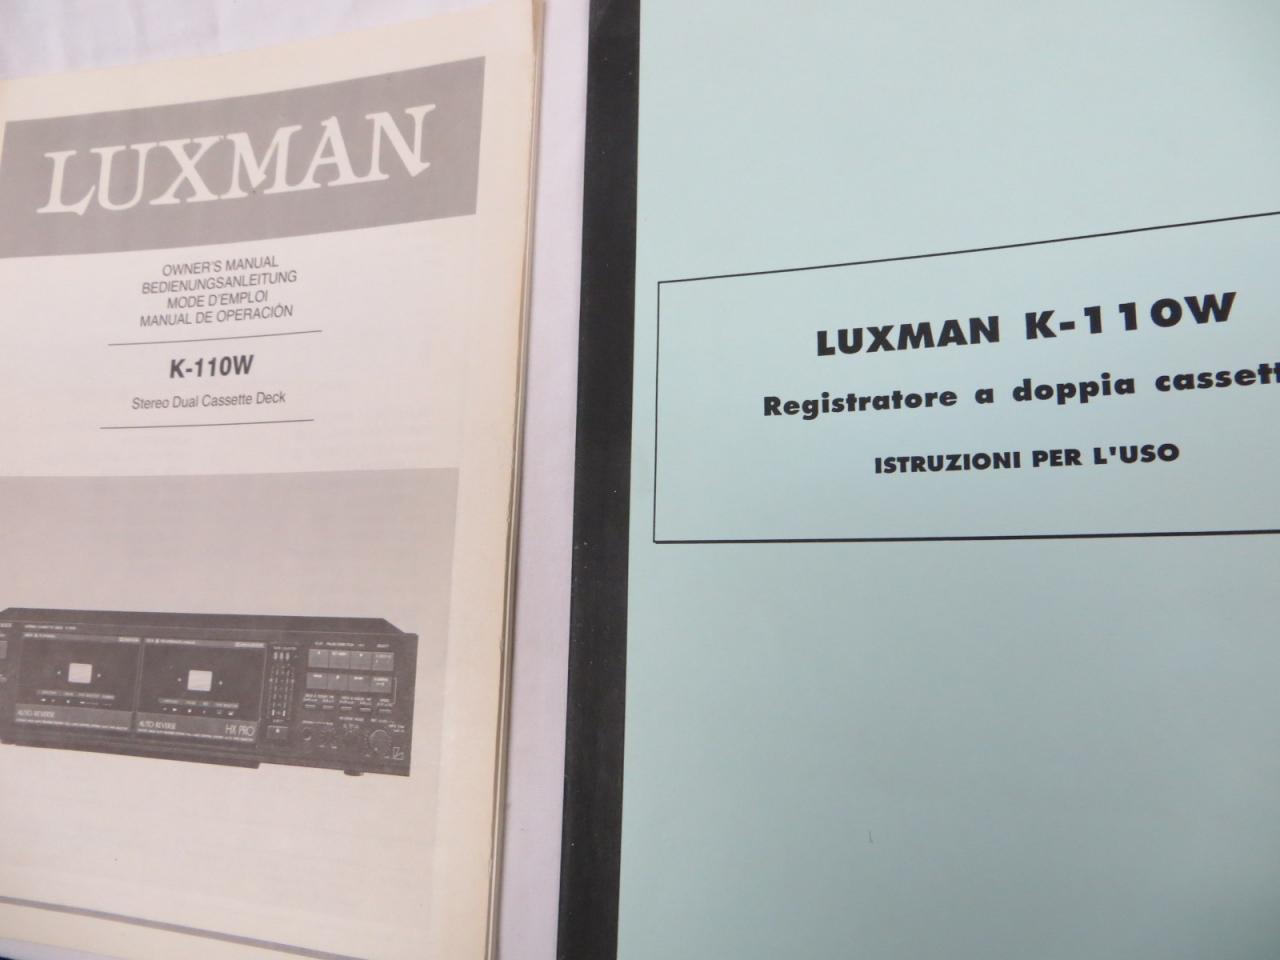 LUXMAN
OWNER'S MANUAL
BEDIENUNGSANLEITUNG
MODE D'EMPLOI
MANUAL DE OPERACIÓN
K-110W
Stereo Dual Cassette Deck
AUTO REVERSE
AUTO REVERSE
HX PRO
LUXMAN K-110W
Registratore a doppia cassett
ISTRUZIONI PER L'USO